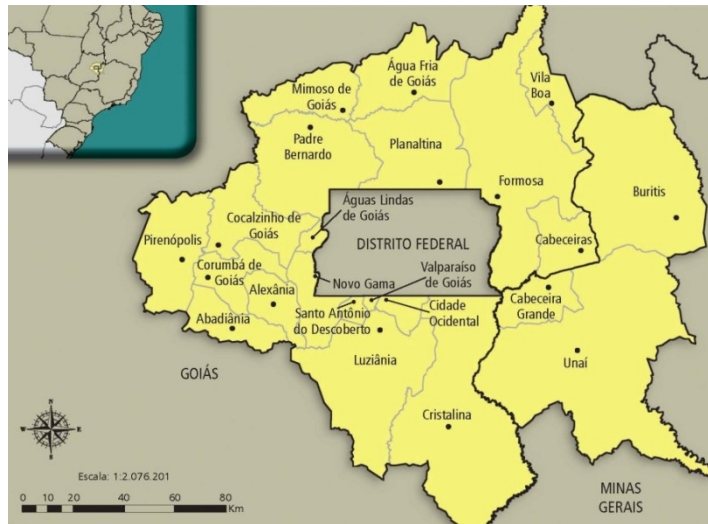 Água Fria
de Goiás
Mimoso de
Goiás
Vila
Boa
Padre
Bernardo
Planaltina
Formosa
Buritis
Águas Lindas
de Goiás
Cocalzinho de
Goiás
Pirenópolis
DISTRITO FEDERAL
Cabeceiras
Corumbá de
Goiás
Alexânia
Novo Gama
Valparaíso
de Goiás
Abadiânia
Santo Antônio
do Descoberto
Cidade
Ocidental
Cabeceira
Grande
Luziânia
Unaí
GOIÁS
Cristalina
N
W
E
S
Escala: 1:2.076.201
0 10 20 40 60 80
Km
MINAS
GERAIS